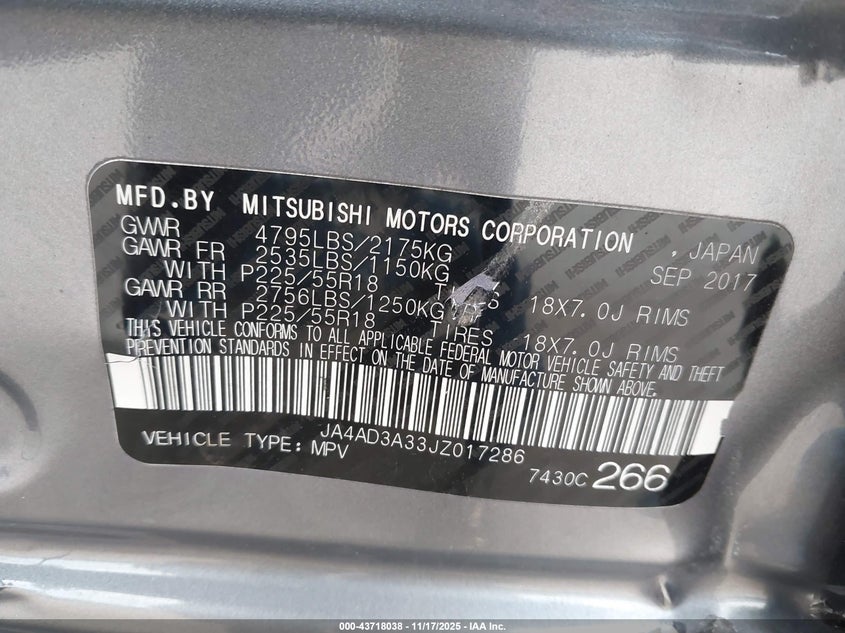 MFD.BY MITSUBISHI MOTORS CORPORATION , JAPAN
GVWR 4795LBS/2175KG SEP 2017
GAWR FR 2535LBS/1150KG
WITH P225/55R18 18X7.0J RIMS
GAWR RR 2756LBS/1250KG
WITH P225/55R18 TIRES 18X7.0J RIMS
THIS VEHICLE CONFORMS TO ALL APPLICABLE FEDERAL MOTOR VEHICLE SAFETY AND THEFT
PREVENTION STANDARDS IN EFFECT ON THE DATE OF MANUFACTURE SHOWN ABOVE.
JA4AD3A33JZ017286
VEHICLE TYPE: MPV 7430C 266
000-43718038 - 11/17/2025 - IAA Inc.